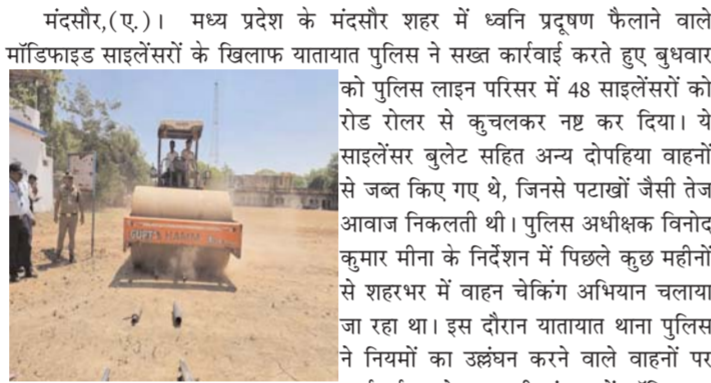 मंदसौर,(ए.)। मध्य प्रदेश के मंदसौर शहर में ध्वनि प्रदूषण फैलाने वाले
मॉडिफाइड साइलेंसरों के खिलाफ यातायात पुलिस ने सख्त कार्रवाई करते हुए बुधवार
को पुलिस लाइन परिसर में 48 साइलेंसरों को
रोड रोलर से कुचलकर नष्ट कर दिया। ये
साइलेंसर बुलेट सहित अन्य दोपहिया वाहनों
से जब्त किए गए थे, जिनसे पटाखों जैसी तेज
आवाज निकलती थी। पुलिस अधीक्षक विनोद
कुमार मीना के निर्देशन में पिछले कुछ महीनों
से शहरभर में वाहन चेकिंग अभियान चलाया
जा रहा था। इस दौरान यातायात थाना पुलिस
ने नियमों का उल्लंघन करने वाले वाहनों पर
GUPTA